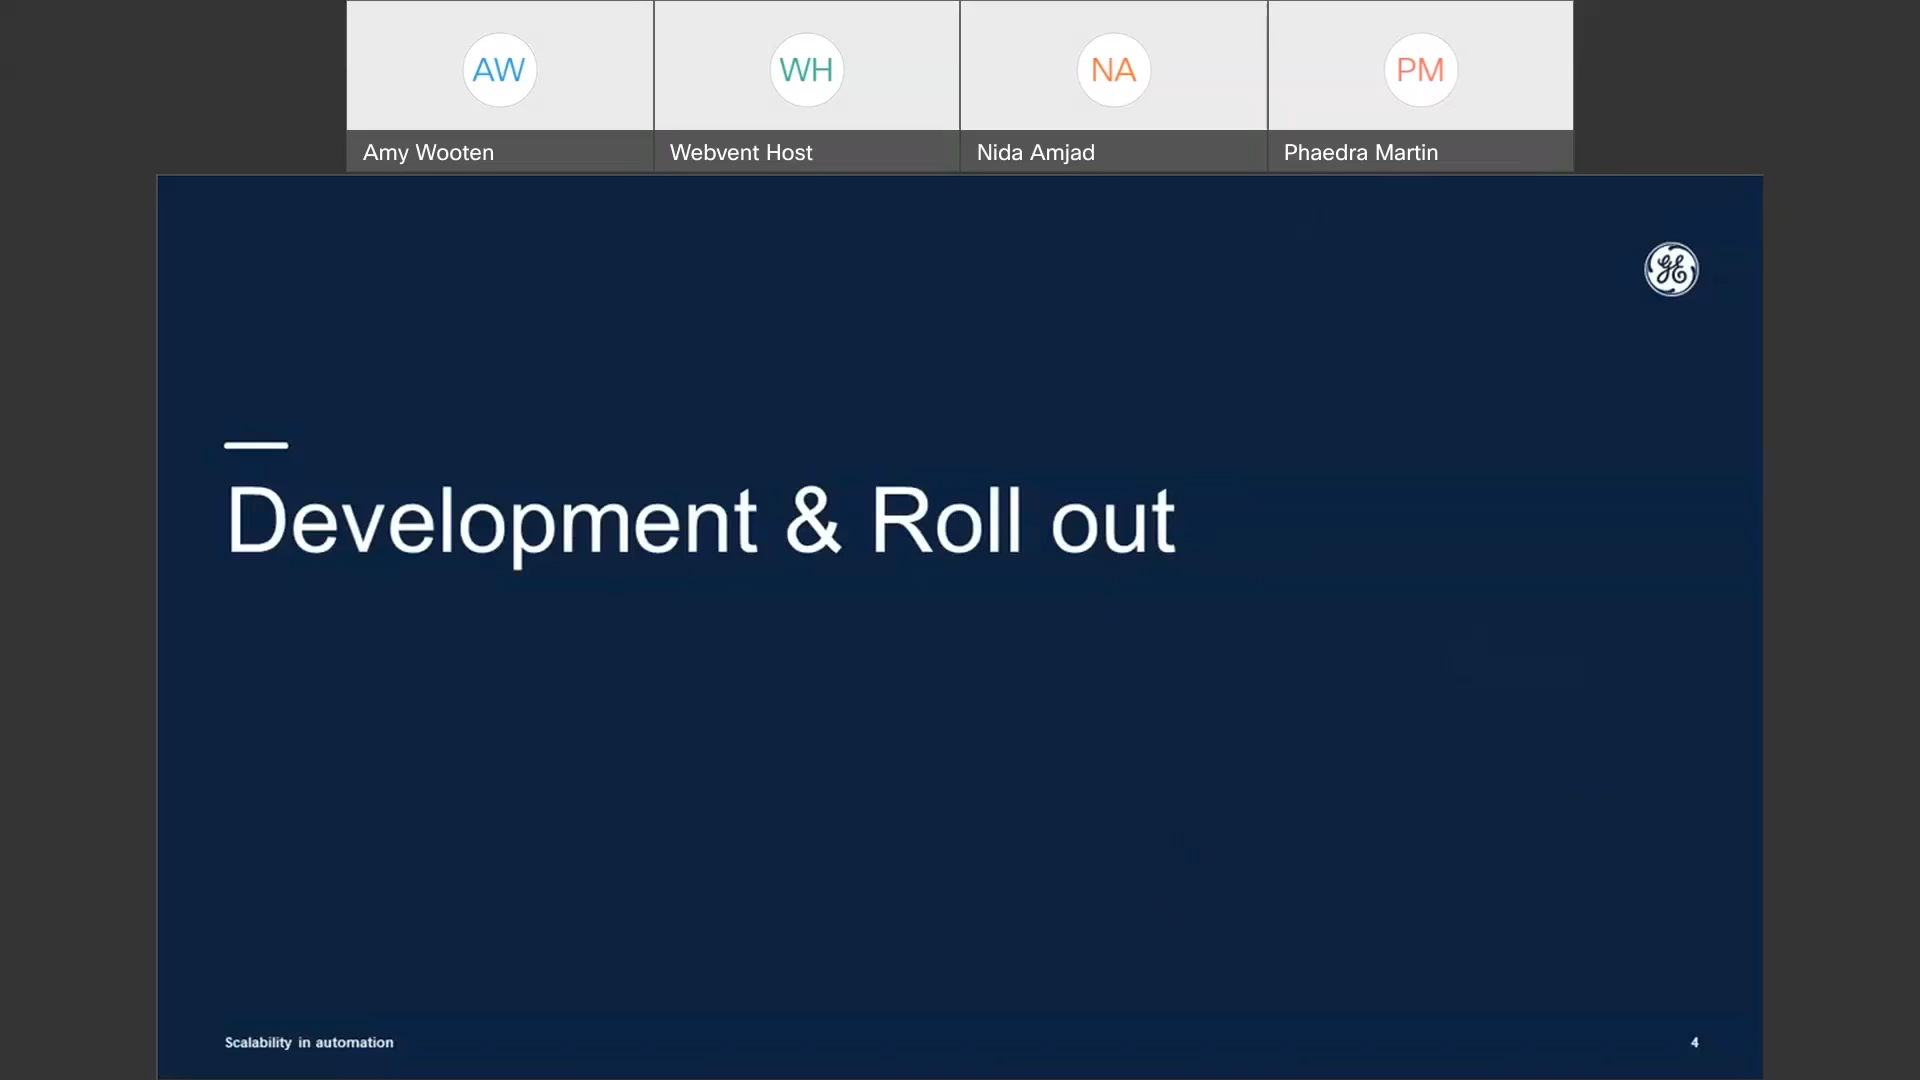 AW
WH
NA
PM
Amy Wooten
Webvent Host
Nida Amjad
Phaedra Martin
GE
Development & Roll out
Scalability in automation
4